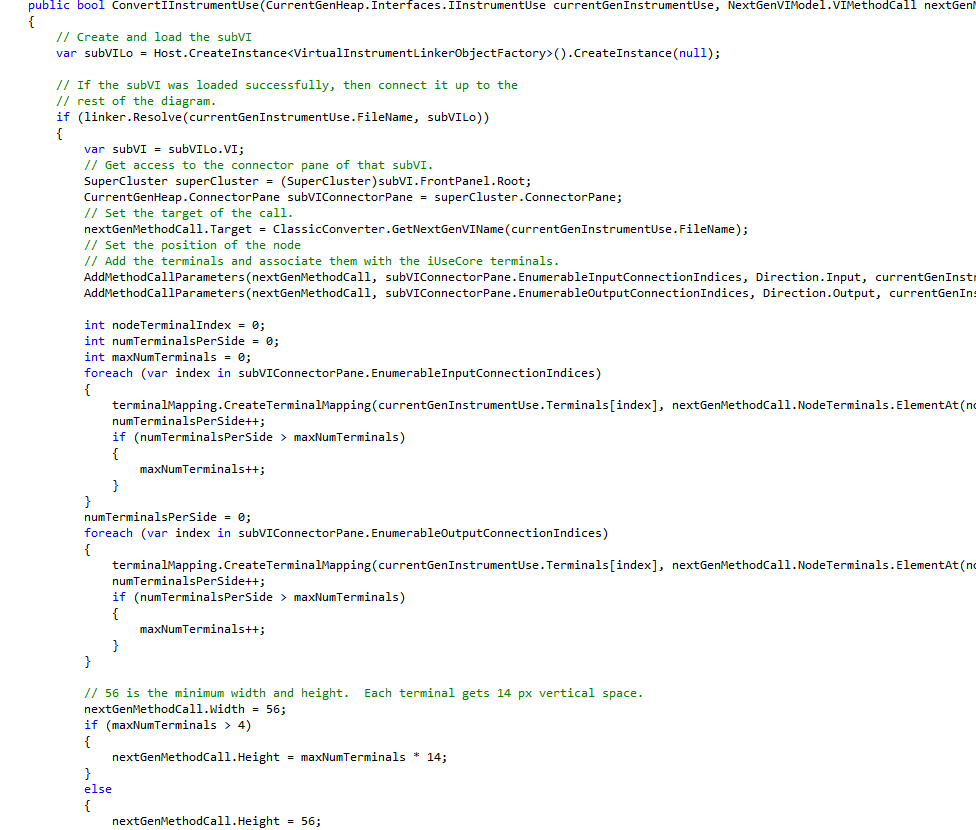 public bool ConvertIInstrumentUse(CurrentGenHeap.Interfaces.IInstrumentUse currentGenInstrumentUse, NextGenVIModel.VIMethodCall
{
// Create and load the subVI
var subVILo = Host.CreateInstance<VirtualInstrumentLinkerObjectFactory>().CreateInstance(null);
// If the subVI was loaded successfully, then connect it up to the
// rest of the diagram.
if (linker.Resolve(currentGenInstrumentUse.FileName, subVILo))
{
var subVI = subVILo.VI;
// Get access to the connector pane of that subVI.
SuperCluster superCluster = (SuperCluster)subVI.FrontPanel.Root;
CurrentGenHeap.ConnectorPane subVIConnectorPane = superCluster.ConnectorPane;
// Set the target of the call.
nextGenMethodCall.Target = ClassicConverter.GetNextGenVIName(currentGenInstrumentUse.FileName);
// Set the position of the node
// Add the terminals and associate them with the iUseCore terminals.
AddMethodCallParameters(nextGenMethodCall, subVIConnectorPane.EnumerableInputConnectionIndices, Direction.Input, currentGenInstr
AddMethodCallParameters(nextGenMethodCall, subVIConnectorPane.EnumerableOutputConnectionIndices, Direction.Output, currentGenIns
int nodeTerminalIndex = 0;
int numTerminalsPerSide = 0;
int maxNumTerminals = 0;
foreach (var index in subVIConnectorPane.EnumerableInputConnectionIndices)
{
terminalMapping.CreateTerminalMapping(currentGenInstrumentUse.Terminals[index], nextGenMethodCall.NodeTerminals.ElementAt(no
numTerminalsPerSide++;
if (numTerminalsPerSide > maxNumTerminals)
{
maxNumTerminals++;
}
}
numTerminalsPerSide = 0;
foreach (var index in subVIConnectorPane.EnumerableOutputConnectionIndices)
{
terminalMapping.CreateTerminalMapping(currentGenInstrumentUse.Terminals[index], nextGenMethodCall.NodeTerminals.ElementAt(no
numTerminalsPerSide++;
if (numTerminalsPerSide > maxNumTerminals)
{
maxNumTerminals++;
}
}
// 56 is the minimum width and height.  Each terminal gets 14 px vertical space.
nextGenMethodCall.Width = 56;
if (maxNumTerminals > 4)
{
nextGenMethodCall.Height = maxNumTerminals * 14;
}
else
{
nextGenMethodCall.Height = 56;